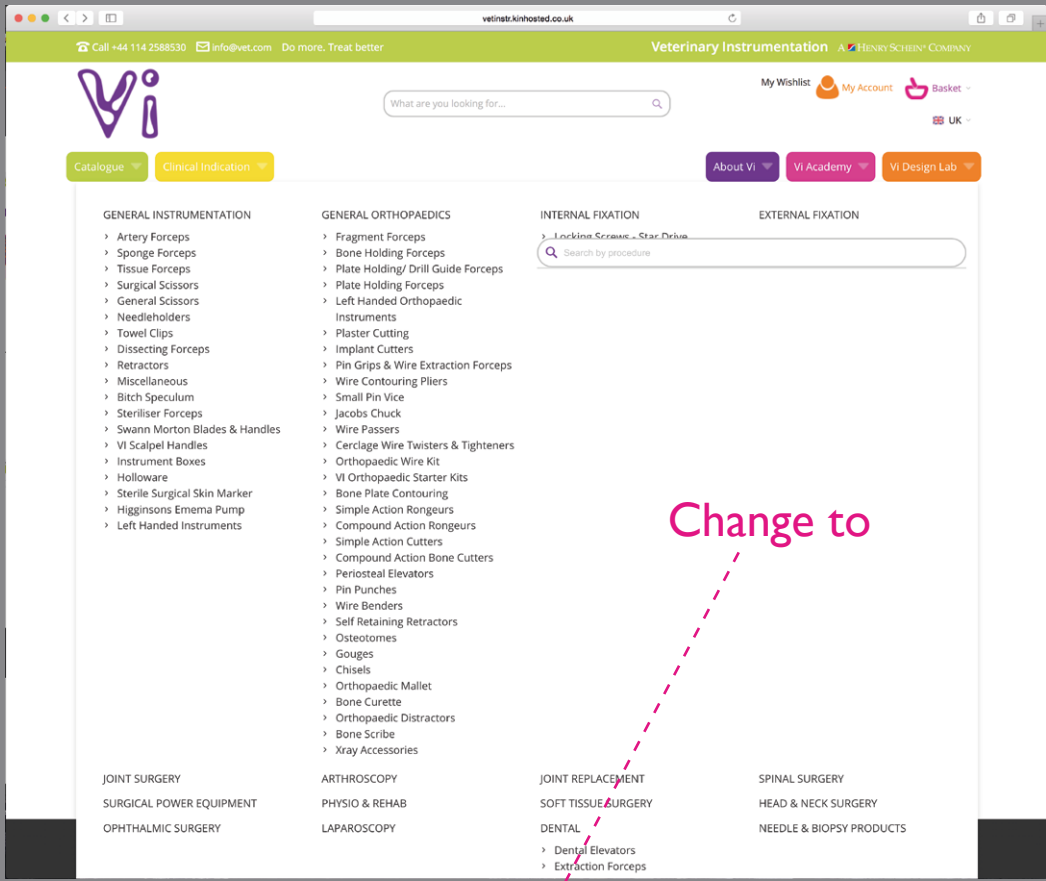 vetinstr.kinhosted.co.uk
Call +44 114 2588530 info@vet.com Do more. Treat better
Veterinary Instrumentation A HENRY SCHEIN® COMPANY
Vi
What are you looking for...
My Wishlist
My Account
Basket
UK
Catalogue
Clinical Indication
About Vi
Vi Academy
Vi Design Lab
GENERAL INSTRUMENTATION
Artery Forceps
Sponge Forceps
Tissue Forceps
Surgical Scissors
General Scissors
Needleholders
Towel Clips
Dissecting Forceps
Retractors
Miscellaneous
Bitch Speculum
Steriliser Forceps
Swann Morton Blades & Handles
VI Scalpel Handles
Instrument Boxes
Holloware
Sterile Surgical Skin Marker
Higginsons Emema Pump
Left Handed Instruments
GENERAL ORTHOPAEDICS
Fragment Forceps
Bone Holding Forceps
Plate Holding/ Drill Guide Forceps
Plate Holding Forceps
Left Handed Orthopaedic
Instruments
Plaster Cutting
Implant Cutters
Pin Grips & Wire Extraction Forceps
Wire Contouring Pliers
Small Pin Vice
Jacobs Chuck
Wire Passers
Cerclage Wire Twisters & Tighteners
Orthopaedic Wire Kit
VI Orthopaedic Starter Kits
Bone Plate Contouring
Simple Action Rongeurs
Compound Action Rongeurs
Simple Action Cutters
Compound Action Bone Cutters
Periosteal Elevators
Pin Punches
Wire Benders
Self Retaining Retractors
Osteotomes
Gouges
Chisels
Orthopaedic Mallet
Bone Curette
Orthopaedic Distractors
Bone Scribe
Xray Accessories
INTERNAL FIXATION
Locking Screws - Star Drive
Search by procedure
EXTERNAL FIXATION
Change to
JOINT SURGERY
ARTHROSCOPY
JOINT REPLACEMENT
SPINAL SURGERY
SURGICAL POWER EQUIPMENT
PHYSIO & REHAB
SOFT TISSUE SURGERY
HEAD & NECK SURGERY
OPHTHALMIC SURGERY
LAPAROSCOPY
DENTAL
NEEDLE & BIOPSY PRODUCTS
Dental Elevators
Extraction Forceps